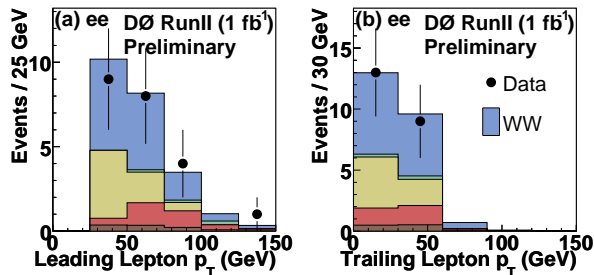 (a) ee
DØ RunII (1 fb⁻¹)
Preliminary
Events / 25 GeV
10
5
0
0
50
100
150
Leading Lepton p_T (GeV)
(b) ee
DØ RunII (1 fb⁻¹)
Preliminary
Data
WW
Events / 30 GeV
15
10
5
0
0
50
100
150
Trailing Lepton p_T (GeV)